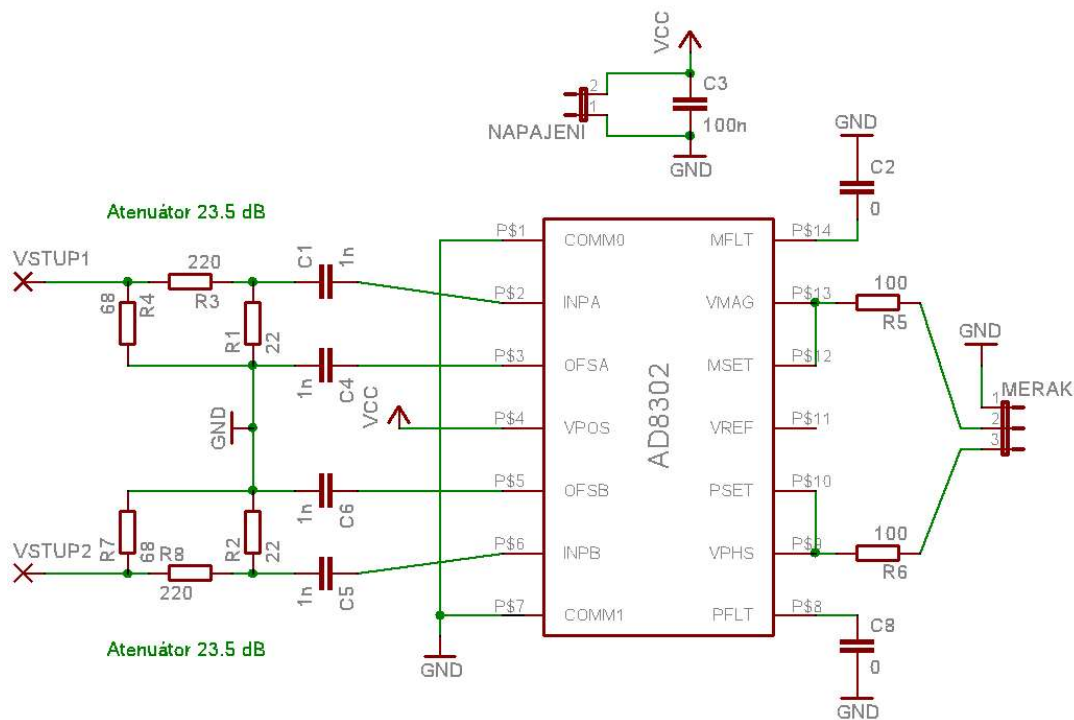 VCC
C3
100n
2
1
NAPAJENI
GND
GND
C2
0
Atenuátor 23.5 dB
VSTUP1
220
R3
68
R4
R1
22
C1
1n
1n
C4
GND
VCC
VSTUP2
R7
68
R8
220
R2
22
1n
C6
1n
C5
Atenuátor 23.5 dB
GND
P$1
P$2
P$3
P$4
P$5
P$6
P$7
COMM0
INPA
OFSA
VPOS
OFSB
INPB
COMM1
AD8302
MFLT
VMAG
MSET
VREF
PSET
VPHS
PFLT
P$14
P$13
P$12
P$11
P$10
P$9
P$8
100
R5
100
R6
GND
MERAK
1
2
3
C8
0
GND